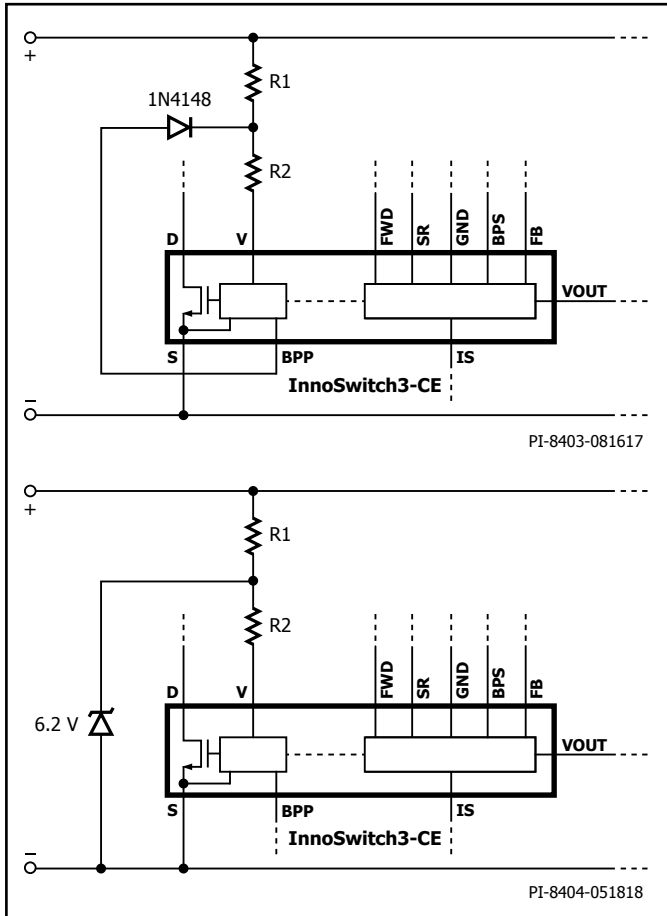 +
R1
1N4148
R2
D
V
FWD
SR
GND
BPS
FB
VOUT
S
BPP
IS
InnoSwitch3-CE
–
PI-8403-081617
+
R1
R2
D
V
FWD
SR
GND
BPS
FB
6.2 V
VOUT
S
BPP
IS
InnoSwitch3-CE
–
PI-8404-051818